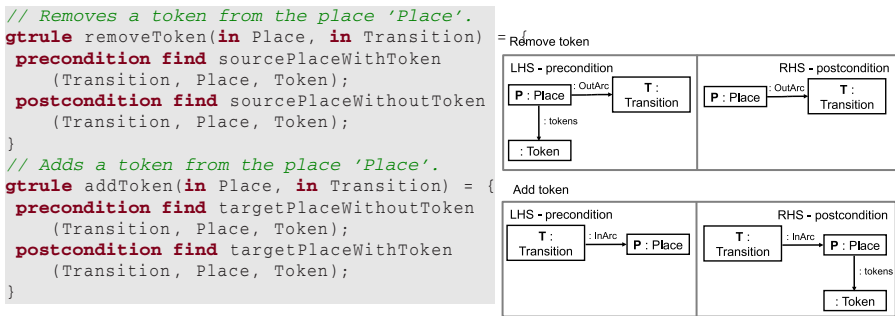 // Removes a token from the place 'Place'.
gtrule removeToken(in Place, in Transition) = {
precondition find sourcePlaceWithToken
(Transition, Place, Token);
postcondition find sourcePlaceWithoutToken
(Transition, Place, Token);
}
// Adds a token from the place 'Place'.
gtrule addToken(in Place, in Transition) = {
precondition find targetPlaceWithoutToken
(Transition, Place, Token);
postcondition find targetPlaceWithToken
(Transition, Place, Token);
}
Remove token
LHS - precondition
P : Place
: OutArc
T :
Transition
: tokens
: Token
RHS - postcondition
P : Place
: OutArc
T :
Transition
Add token
LHS - precondition
T :
Transition
: InArc
P : Place
RHS - postcondition
T :
Transition
: InArc
P : Place
: tokens
: Token